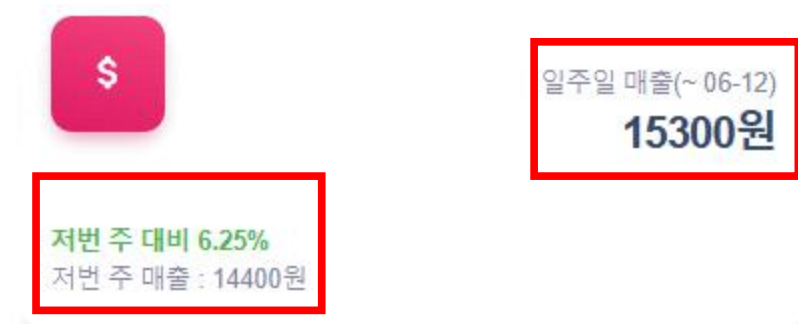 $
일주일 매출(~ 06-12)
15300원
저번 주 대비 6.25%
저번 주 매출 : 14400원